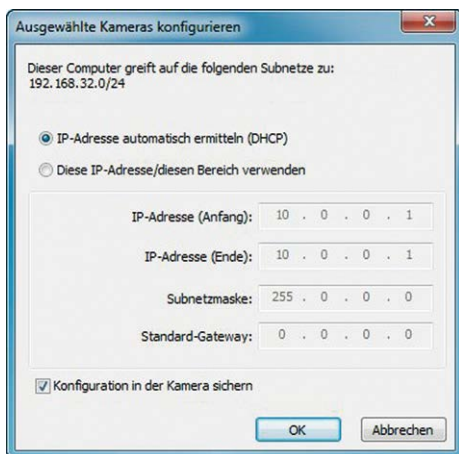 Ausgewählte Kameras konfigurieren
Dieser Computer greift auf die folgenden Subnetze zu:
192.168.32.0/24
IP-Adresse automatisch ermitteln (DHCP)
Diese IP-Adresse/diesen Bereich verwenden
IP-Adresse (Anfang): 10 . 0 . 0 . 1
IP-Adresse (Ende): 10 . 0 . 0 . 1
Subnetzmaske: 255 . 0 . 0 . 0
Standard-Gateway: 0 . 0 . 0 . 0
Konfiguration in der Kamera sichern
OK Abbrechen